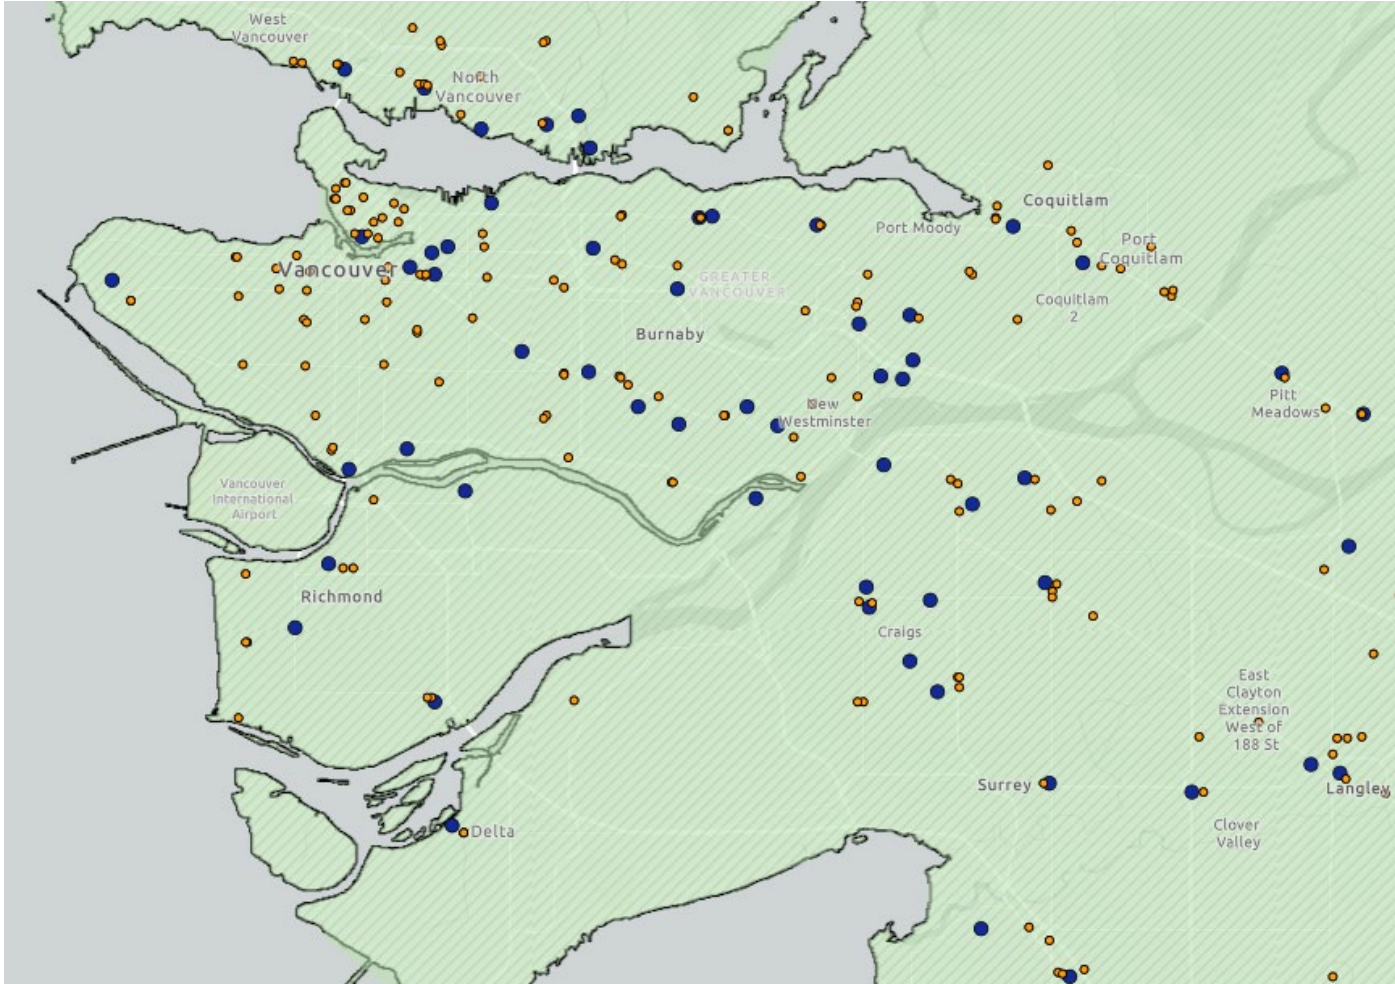 West
Vancouver
North
Vancouver
Coquitlam
Port Moody
Port
Coquitlam
Vancouver
GREATER
VANCOUVER
Coquitlam
2
Burnaby
New
Westminster
Pitt
Meadows
Vancouver
International
Airport
Richmond
Craigs
East
Clayton
Extension
West of
188 St
Surrey
Langley
Delta
Clover
Valley